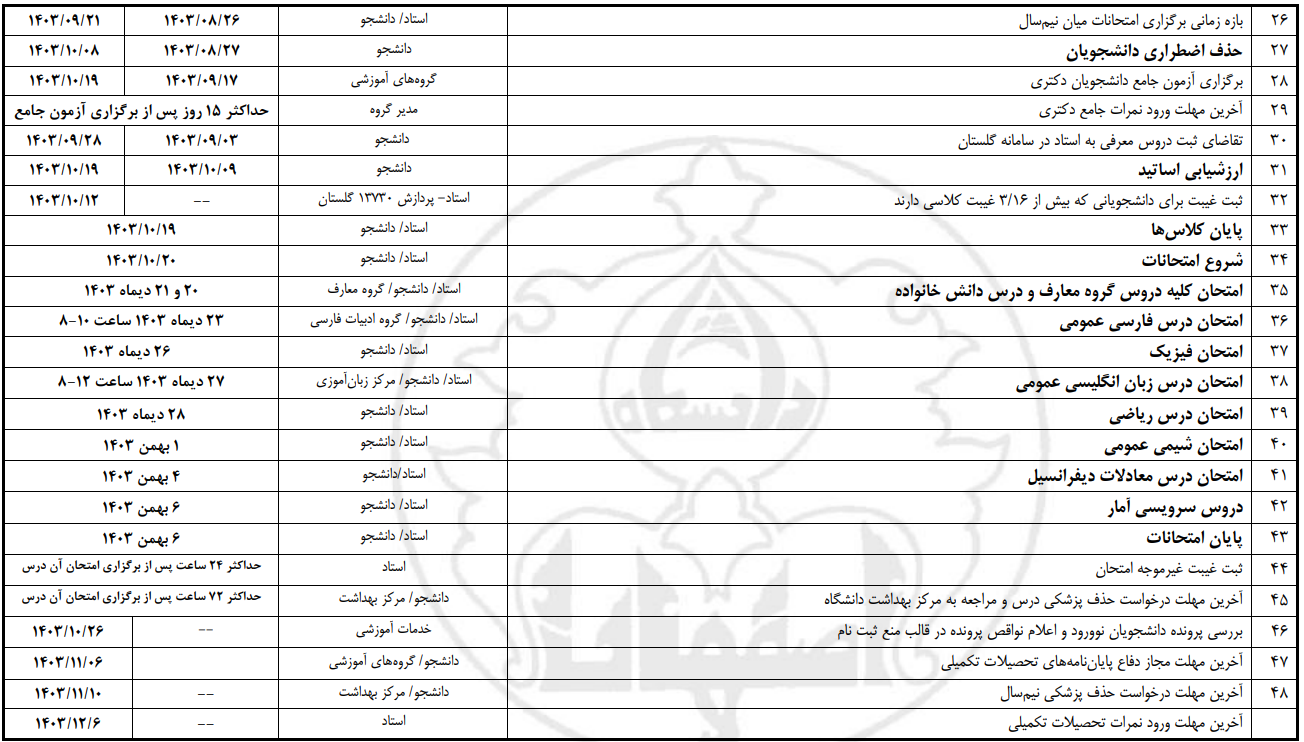 ۲۶ بازه زمانی برگزاری امتحانات میان نیم‌سال استاد/ دانشجو ۱۴۰۳/۰۸/۲۶ ۱۴۰۳/۰۹/۲۱
۲۷ حذف اضطراری دانشجویان دانشجو ۱۴۰۳/۰۸/۲۷ ۱۴۰۳/۱۰/۰۸
۲۸ برگزاری آزمون جامع دانشجویان دکتری گروه‌های آموزشی ۱۴۰۳/۰۹/۱۷ ۱۴۰۳/۱۰/۱۹
۲۹ آخرین مهلت ورود نمرات جامع دکتری مدیر گروه حداکثر ۱۵ روز پس از برگزاری آزمون جامع
۳۰ تقاضای ثبت دروس معرفی به استاد در سامانه گلستان دانشجو ۱۴۰۳/۰۹/۰۳ ۱۴۰۳/۰۹/۲۸
۳۱ ارزشیابی اساتید دانشجو ۱۴۰۳/۱۰/۰۹ ۱۴۰۳/۱۰/۱۹
۳۲ ثبت غیبت برای دانشجویانی که بیش از ۳/۱۶ غیبت کلاسی دارند استاد- پردازش ۱۳۷۳۰ گلستان -- ۱۴۰۳/۱۰/۱۲
۳۳ پایان کلاس‌ها استاد/ دانشجو ۱۴۰۳/۱۰/۱۹
۳۴ شروع امتحانات استاد/ دانشجو ۱۴۰۳/۱۰/۲۰
۳۵ امتحان کلیه دروس گروه معارف و درس دانش خانواده استاد/ دانشجو/ گروه معارف ۲۰ و ۲۱ دیماه ۱۴۰۳
۳۶ امتحان درس فارسی عمومی استاد/ دانشجو/ گروه ادبیات فارسی ۲۳ دیماه ۱۴۰۳ ساعت ۱۰-۸
۳۷ امتحان فیزیک استاد/ دانشجو ۲۶ دیماه ۱۴۰۳
۳۸ امتحان درس زبان انگلیسی عمومی استاد/ دانشجو/ مرکز زبان‌آموزی ۲۷ دیماه ۱۴۰۳ ساعت ۱۲-۸
۳۹ امتحان درس ریاضی استاد/ دانشجو ۲۸ دیماه ۱۴۰۳
۴۰ امتحان شیمی عمومی استاد/ دانشجو ۱ بهمن ۱۴۰۳
۴۱ امتحان درس معادلات دیفرانسیل استاد/دانشجو ۴ بهمن ۱۴۰۳
۴۲ دروس سرویسی آمار استاد/ دانشجو ۶ بهمن ۱۴۰۳
۴۳ پایان امتحانات استاد/ دانشجو ۶ بهمن ۱۴۰۳
۴۴ ثبت غیبت غیرموجه امتحان استاد حداکثر ۲۴ ساعت پس از برگزاری امتحان آن درس
۴۵ آخرین مهلت درخواست حذف پزشکی درس و مراجعه به مرکز بهداشت دانشگاه دانشجو/ مرکز بهداشت حداکثر ۷۲ ساعت پس از برگزاری امتحان آن درس
۴۶ بررسی پرونده دانشجویان نوورود و اعلام نواقص پرونده در قالب منع ثبت نام خدمات آموزشی -- ۱۴۰۳/۱۰/۲۶
۴۷ آخرین مهلت مجاز دفاع پایان‌نامه‌های تحصیلات تکمیلی دانشجو/ گروه‌های آموزشی ۱۴۰۳/۱۱/۰۶
۴۸ آخرین مهلت درخواست حذف پزشکی نیم‌سال دانشجو/ مرکز بهداشت -- ۱۴۰۳/۱۱/۱۰
آخرین مهلت ورود نمرات تحصیلات تکمیلی استاد -- ۱۴۰۳/۱۲/۶
دانشگاه
اصفهان